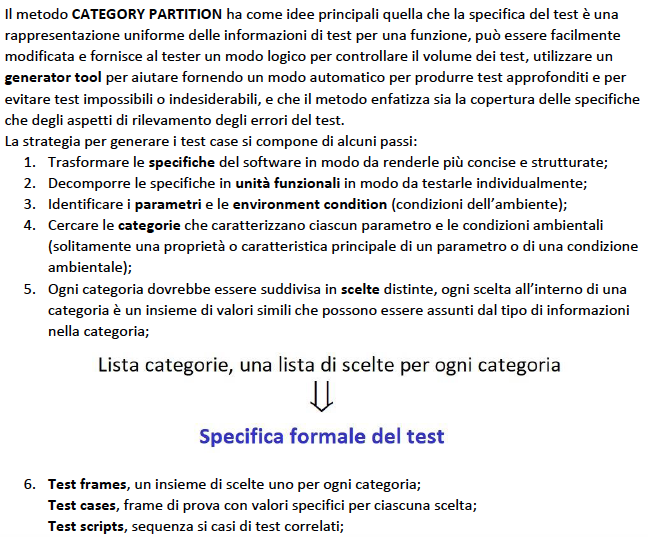 Il metodo CATEGORY PARTITION ha come idee principali quella che la specifica del test è una
rappresentazione uniforme delle informazioni di test per una funzione, può essere facilmente
modificata e fornisce al tester un modo logico per controllare il volume dei test, utilizzare un
generator tool per aiutare fornendo un modo automatico per produrre test approfonditi e per
evitare test impossibili o indesiderabili, e che il metodo enfatizza sia la copertura delle specifiche
che degli aspetti di rilevamento degli errori del test.
La strategia per generare i test case si compone di alcuni passi:
1. Trasformare le specifiche del software in modo da renderle più concise e strutturate;
2. Decomporre le specifiche in unità funzionali in modo da testarle individualmente;
3. Identificare i parametri e le environment condition (condizioni dell'ambiente);
4. Cercare le categorie che caratterizzano ciascun parametro e le condizioni ambientali
(solitamente una proprietà o caratteristica principale di un parametro o di una condizione
ambientale);
5. Ogni categoria dovrebbe essere suddivisa in scelte distinte, ogni scelta all'interno di una
categoria è un insieme di valori simili che possono essere assunti dal tipo di informazioni
nella categoria;
Lista categorie, una lista di scelte per ogni categoria
Specifica formale del test
6. Test frames, un insieme di scelte uno per ogni categoria;
Test cases, frame di prova con valori specifici per ciascuna scelta;
Test scripts, sequenza si casi di test correlati;